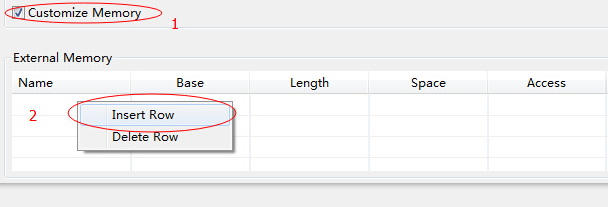 Customize Memory
1
External Memory
Name Base Length Space Access
2
Insert Row
Delete Row